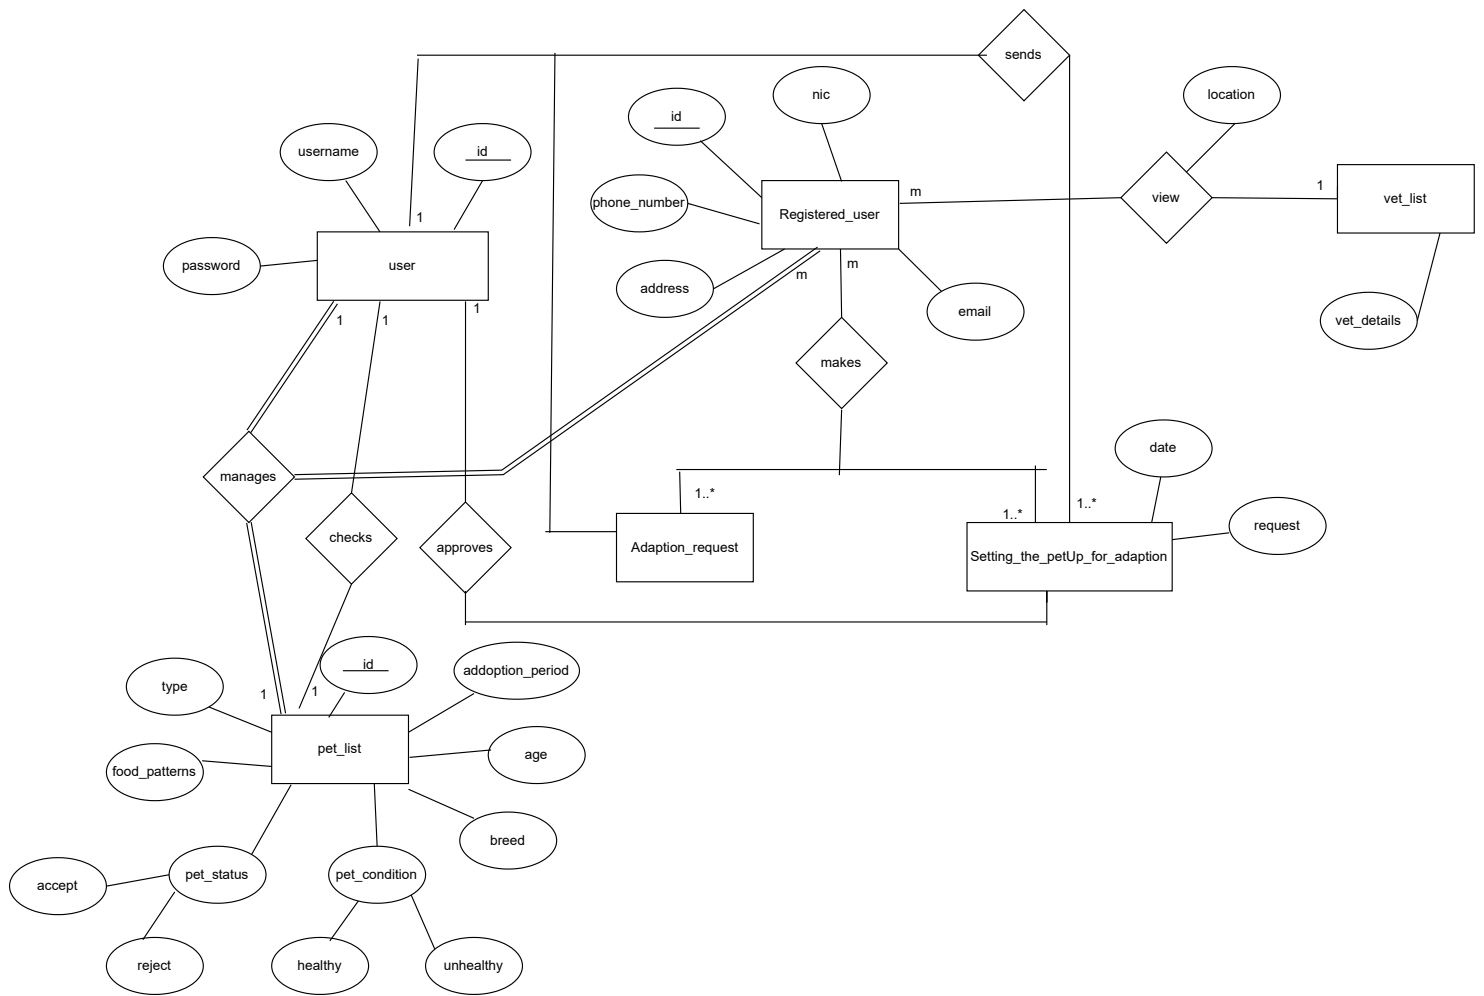 sends
location
nic
id
username
id
m
1
view
vet_list
phone_number
Registered_user
1
password
user
address
m
m
email
1
1
1
vet_details
makes
date
manages
1..*
1..*
1..*
request
checks
approves
Adaption_request
Setting_the_petUp_for_adaption
id
addoption_period
type
1
1
pet_list
age
food_patterns
breed
pet_status
pet_condition
accept
reject
healthy
unhealthy